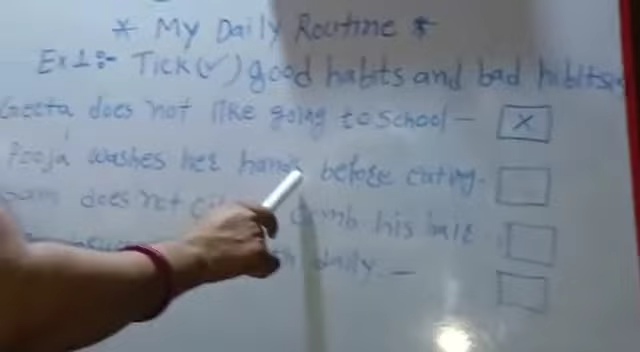 * My Daily Routine *
Ex1:- Tick(✓) good habits and bad hibits
Geeta does not like going to school - [x]
Pooja washes her hands before eating.
does not comb his hair
daily -